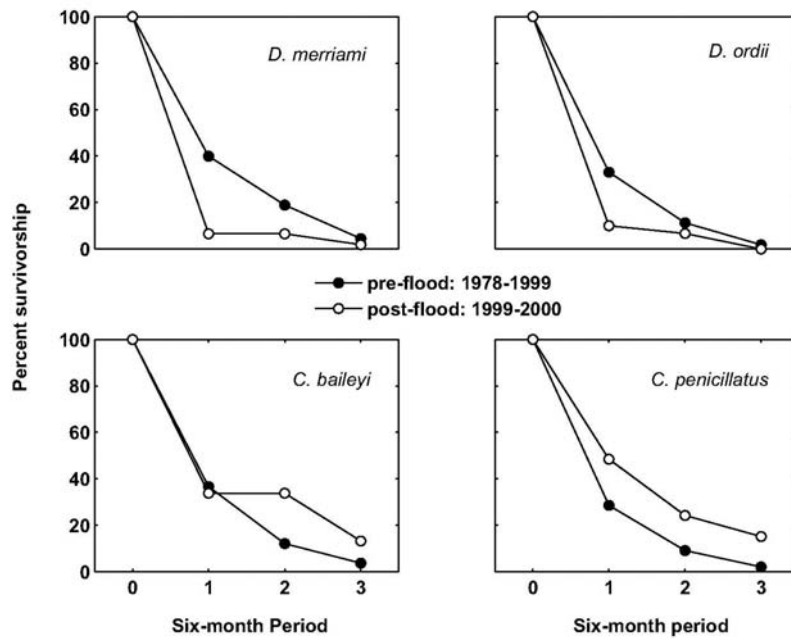 Percent survivorship
100
80
60
40
20
0
D. merriami
D. ordii
pre-flood: 1978-1999
post-flood: 1999-2000
100
80
60
40
20
0
C. baileyi
C. penicillatus
0 1 2 3
0 1 2 3
Six-month Period
Six-month period